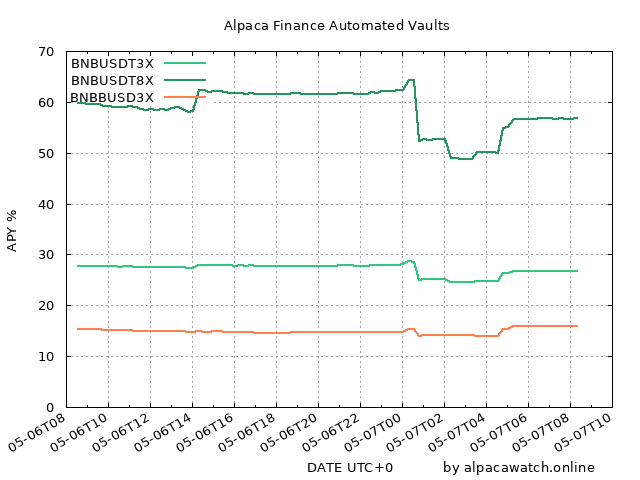 Alpaca Finance Automated Vaults
70
60
50
40
30
20
10
0
APY %
BNBUSDT3X
BNBUSDT8X
BNBBUSD3X
05-06T08
05-06T10
05-06T12
05-06T14
05-06T16
05-06T18
05-06T20
05-06T22
05-07T00
05-07T02
05-07T04
05-07T06
05-07T08
05-07T10
DATE UTC+0
by alpacawatch.online